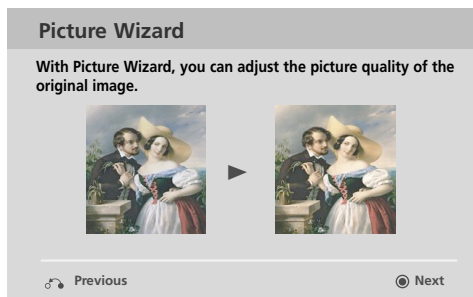 Picture Wizard
With Picture Wizard, you can adjust the picture quality of the
original image.
Previous
Next